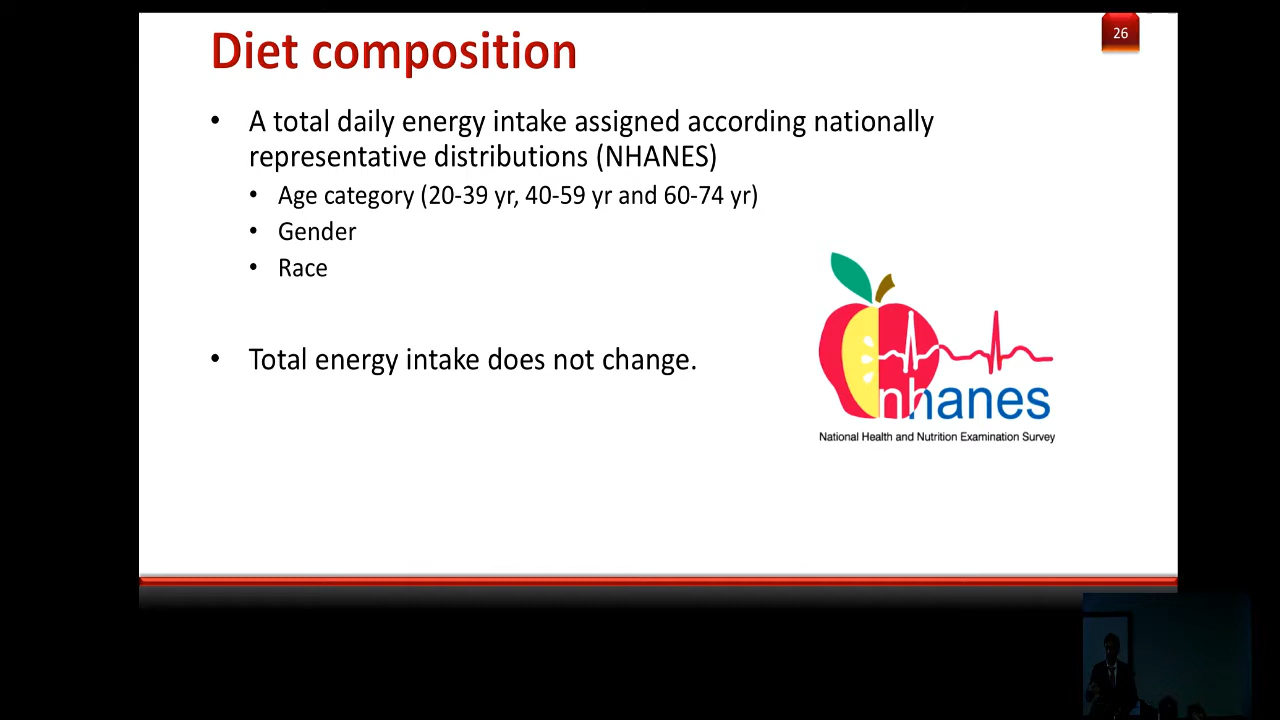 Diet composition
26
• A total daily energy intake assigned according nationally
representative distributions (NHANES)
• Age category (20-39 yr, 40-59 yr and 60-74 yr)
• Gender
• Race
• Total energy intake does not change.
nhanes
National Health and Nutrition Examination Survey